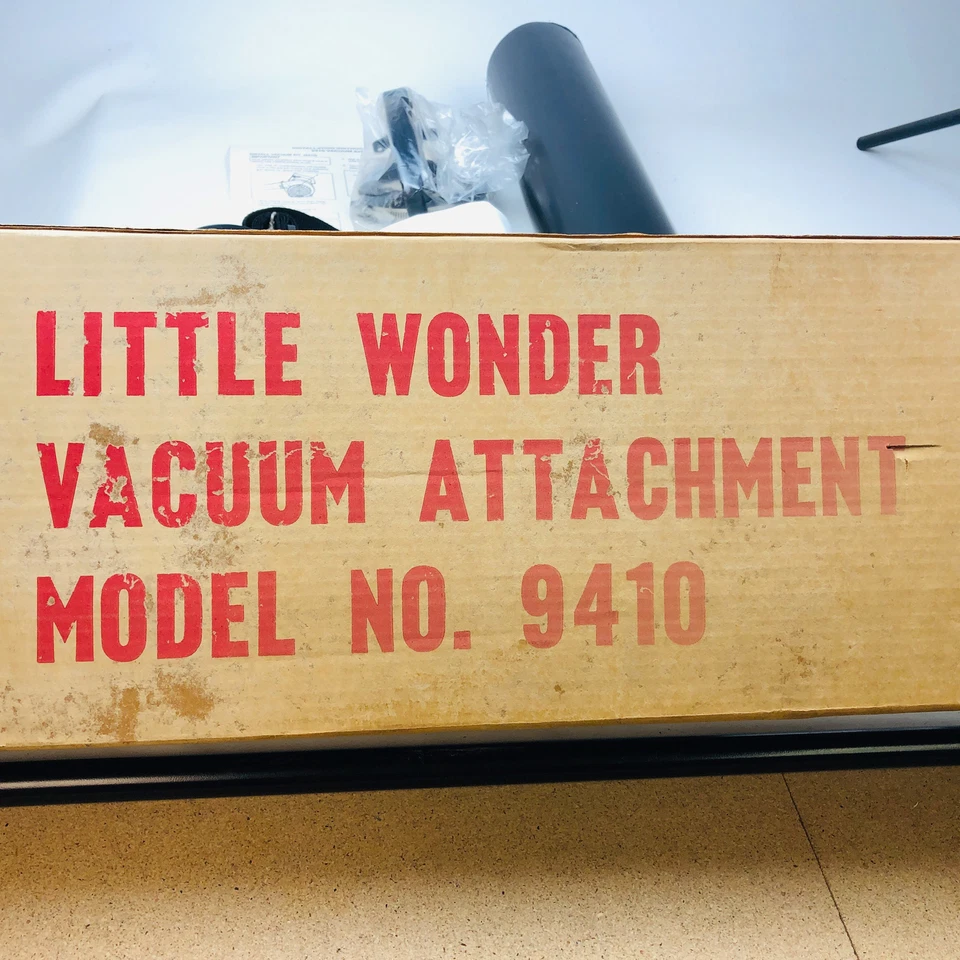 LITTLE WONDER
VACUUM ATTACHMENT
MODEL NO. 9410